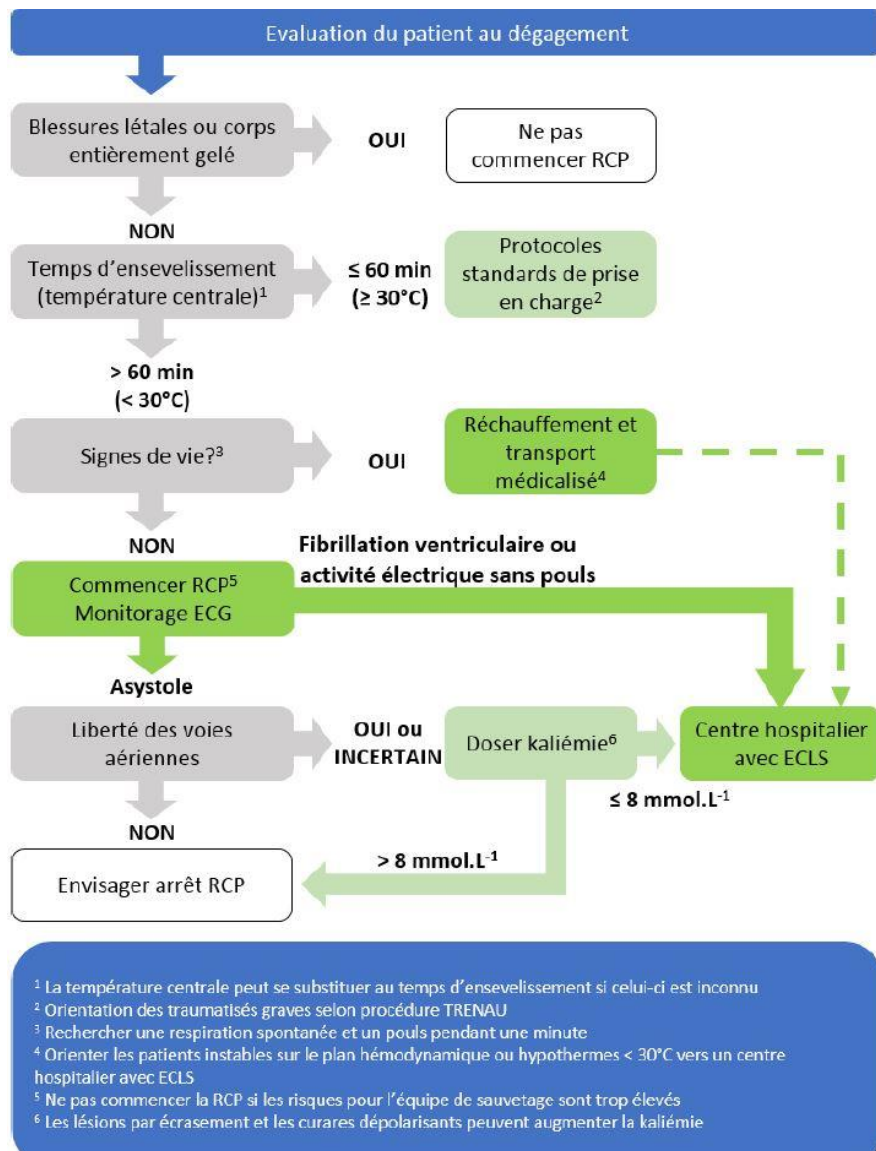 Evaluation du patient au dégagement
Blessures létales ou corps
entièrement gelé
OUI
Ne pas
commencer RCP
NON
Temps d’ensevelissement
(température centrale)¹
≤ 60 min
(≥ 30°C)
Protocoles
standards de prise
en charge²
> 60 min
(< 30°C)
Signes de vie?³
OUI
Réchauffement et
transport
médicalisé⁴
NON
Fibrillation ventriculaire ou
activité électrique sans pouls
Commencer RCP⁵
Monitorage ECG
Asystole
Liberté des voies
aériennes
OUI ou
INCERTAIN
Doser kaliémie⁶
Centre hospitalier
avec ECLS
≤ 8 mmol.L⁻¹
NON
> 8 mmol.L⁻¹
Envisager arrêt RCP
¹ La température centrale peut se substituer au temps d’ensevelissement si celui-ci est inconnu
² Orientation des traumatisés graves selon procédure TRENAU
³ Rechercher une respiration spontanée et un pouls pendant une minute
⁴ Orienter les patients instables sur le plan hémodynamique ou hypothermes < 30°C vers un centre
hospitalier avec ECLS
⁵ Ne pas commencer la RCP si les risques pour l’équipe de sauvetage sont trop élevés
⁶ Les lésions par écrasement et les curares dépolarisants peuvent augmenter la kaliémie